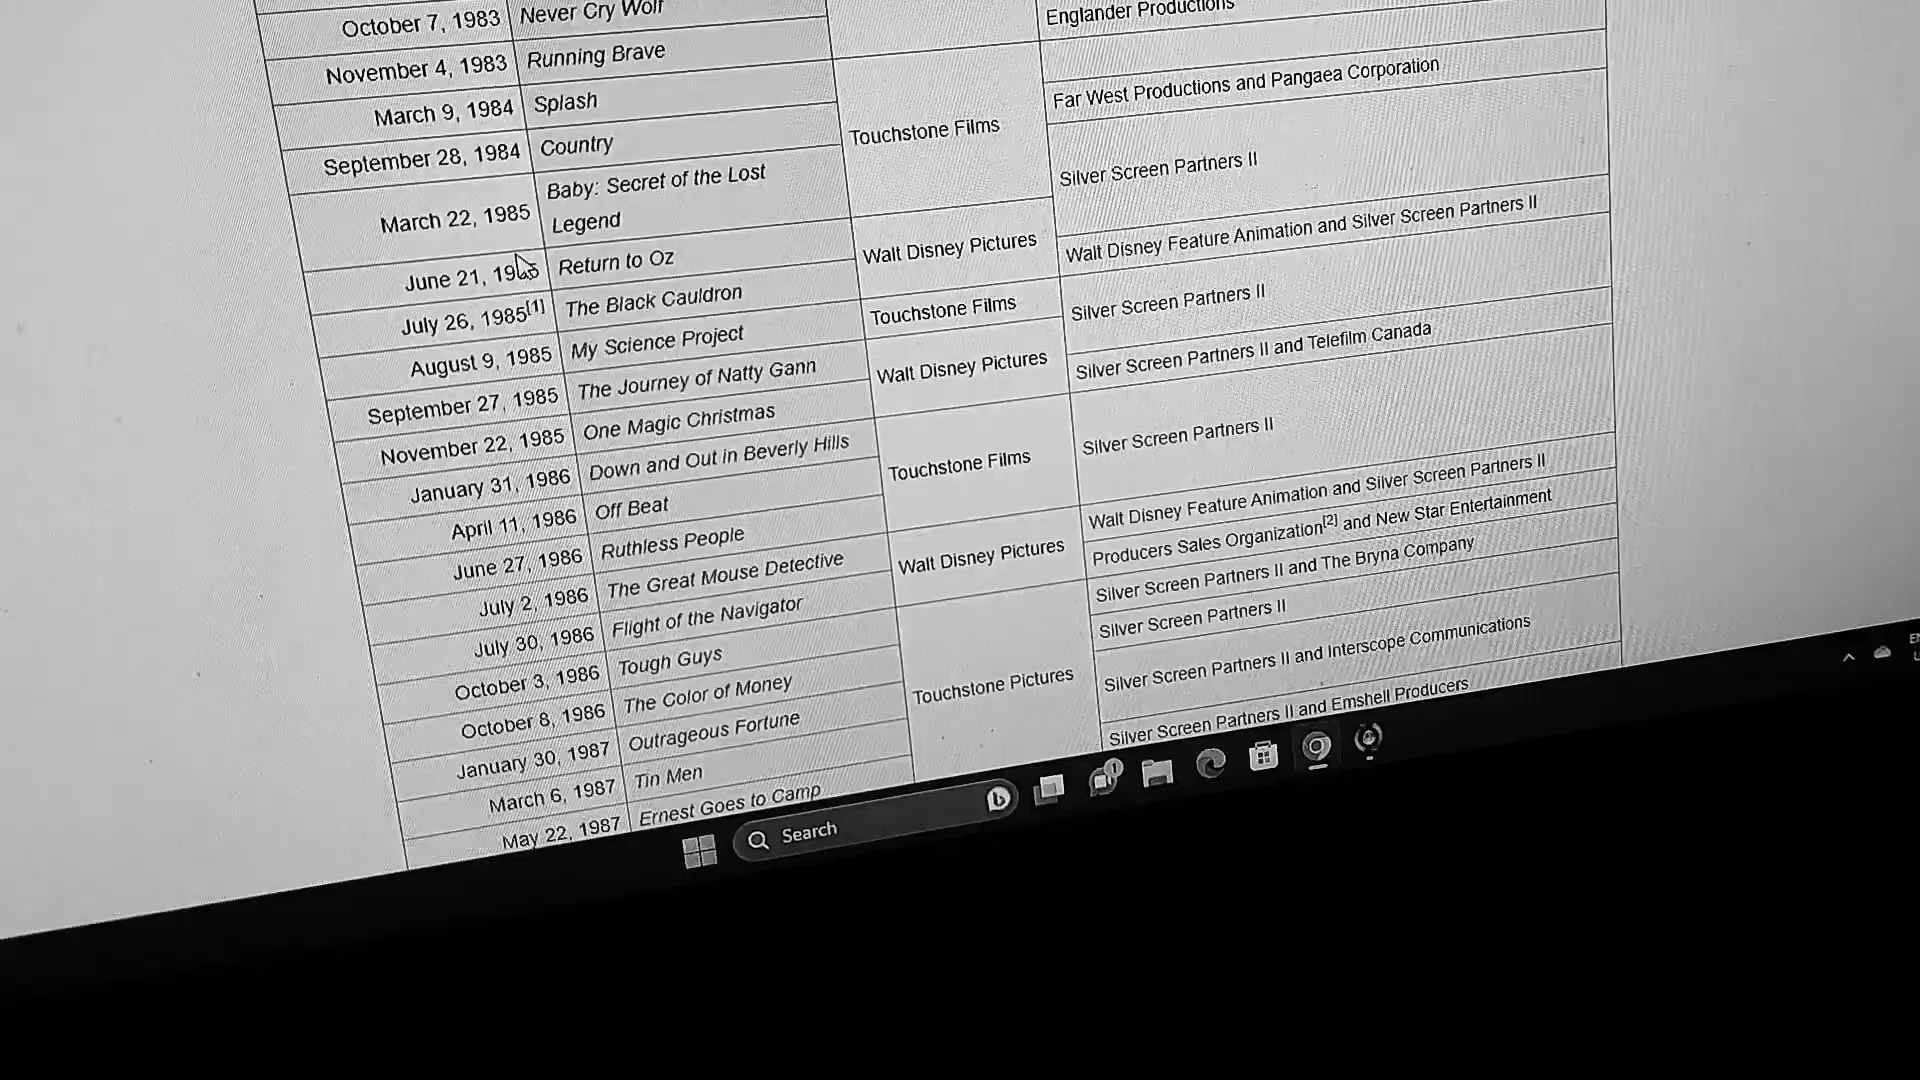 October 7, 1983 Never Cry Wolf
Englander Productions
November 4, 1983 Running Brave
March 9, 1984 Splash
Touchstone Films
Far West Productions and Pangaea Corporation
September 28, 1984 Country
Silver Screen Partners II
March 22, 1985 Baby: Secret of the Lost
Legend
June 21, 1985 Return to Oz
Walt Disney Pictures
Walt Disney Feature Animation and Silver Screen Partners II
July 26, 1985[1] The Black Cauldron
August 9, 1985 My Science Project
Touchstone Films
Silver Screen Partners II
September 27, 1985 The Journey of Natty Gann
Walt Disney Pictures
Silver Screen Partners II and Telefilm Canada
November 22, 1985 One Magic Christmas
January 31, 1986 Down and Out in Beverly Hills
Touchstone Films
Silver Screen Partners II
April 11, 1986 Off Beat
June 27, 1986 Ruthless People
July 2, 1986 The Great Mouse Detective
Walt Disney Pictures
Walt Disney Feature Animation and Silver Screen Partners II
July 30, 1986 Flight of the Navigator
Producers Sales Organization[2] and New Star Entertainment
October 3, 1986 Tough Guys
Touchstone Pictures
Silver Screen Partners II and The Bryna Company
October 8, 1986 The Color of Money
Silver Screen Partners II
January 30, 1987 Outrageous Fortune
Silver Screen Partners II and Interscope Communications
March 6, 1987 Tin Men
May 22, 1987 Ernest Goes to Camp
Silver Screen Partners II and Emshell Producers
Search
1